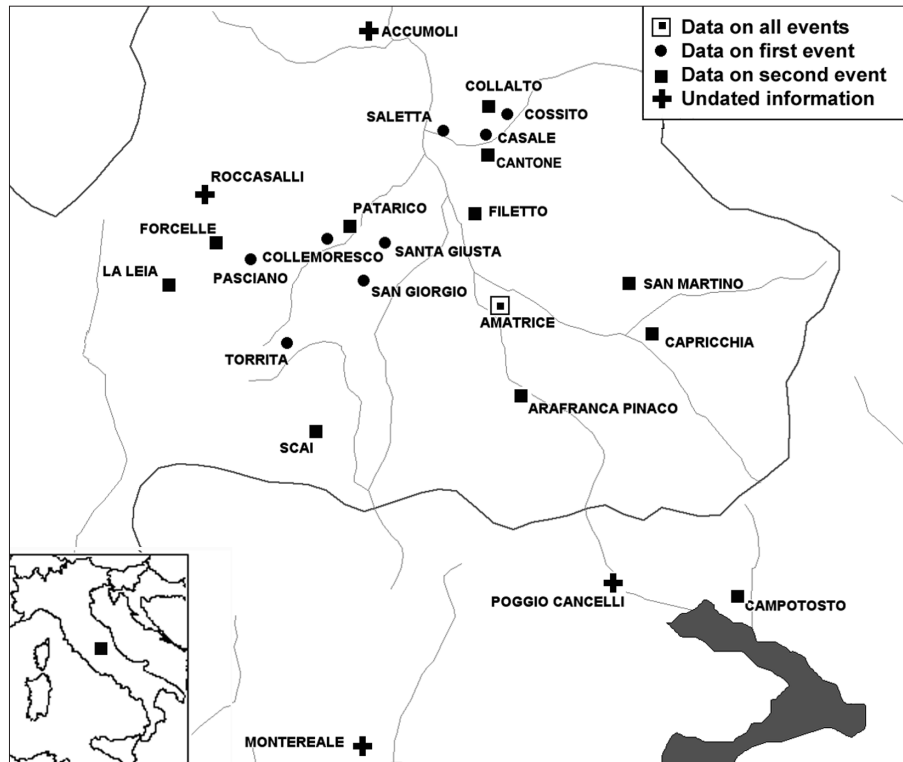 Data on all events
Data on first event
Data on second event
Undated information
ACCUMOLI
COLLALTO
COSSITO
SALETTA
CASALE
CANTONE
ROCCASALLI
PATARICO
FILETTO
FORCELLE
COLLEMORESCO
SANTA GIUSTA
LA LEIA
PASCIANO
SAN GIORGIO
SAN MARTINO
AMATRICE
CAPRICCHIA
TORRITA
ARAFRANCA PINACO
SCAI
POGGIO CANCELLI
CAMPOTOSTO
MONTEREALE